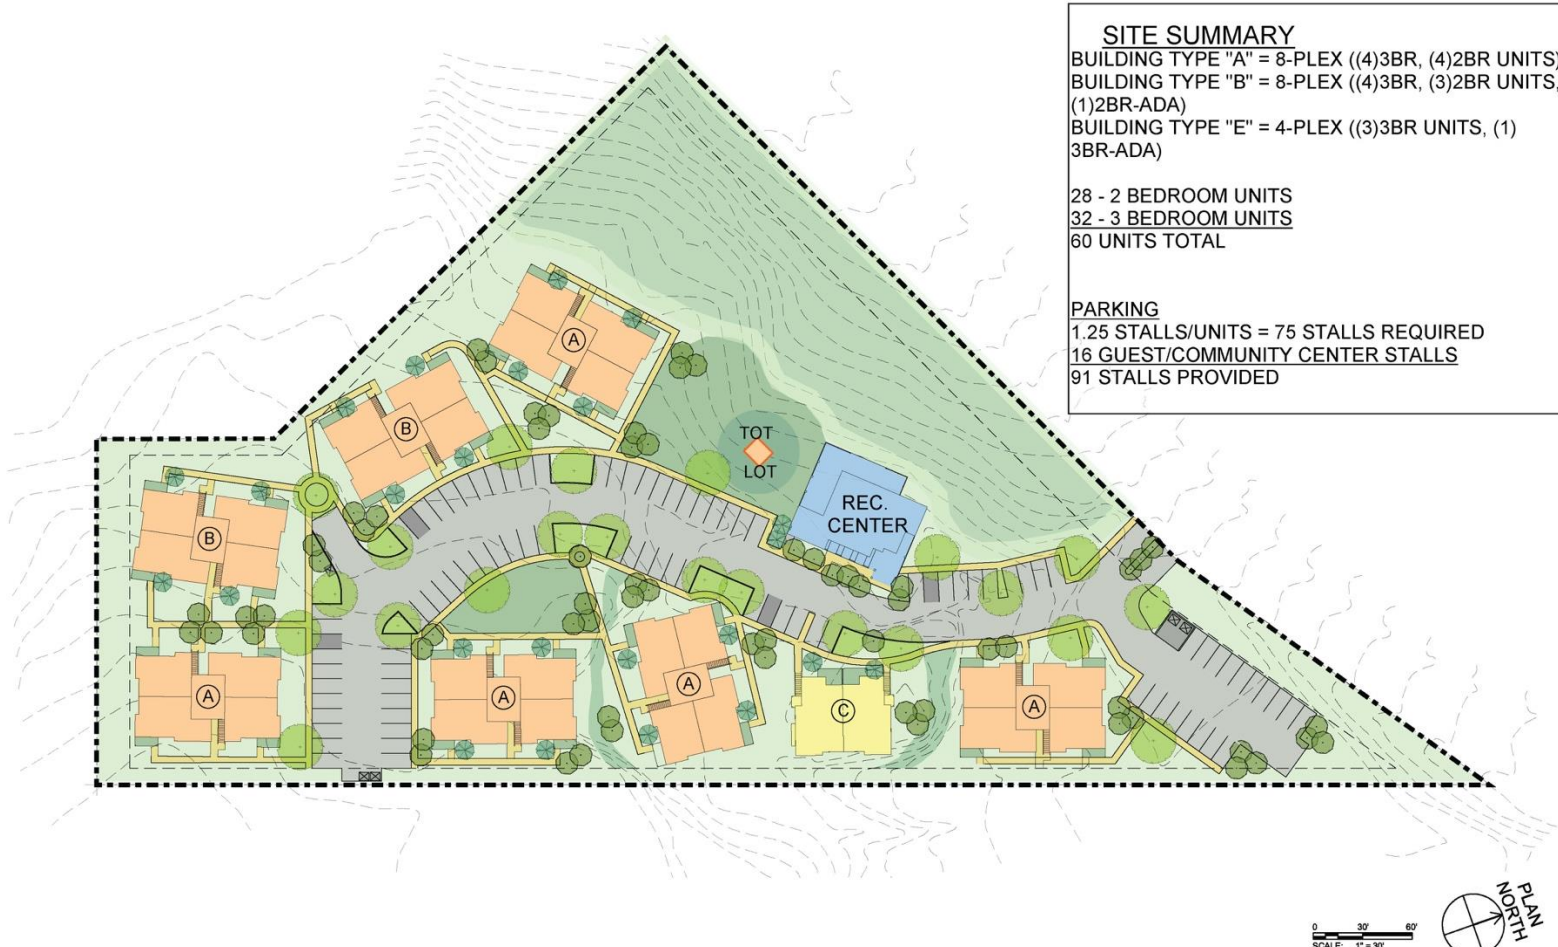 SITE SUMMARY
BUILDING TYPE "A" = 8-PLEX ((4)3BR, (4)2BR UNITS)
BUILDING TYPE "B" = 8-PLEX ((4)3BR, (3)2BR UNITS,
(1)2BR-ADA)
BUILDING TYPE "E" = 4-PLEX ((3)3BR UNITS, (1)
3BR-ADA)
28 - 2 BEDROOM UNITS
32 - 3 BEDROOM UNITS
60 UNITS TOTAL
PARKING
1.25 STALLS/UNITS = 75 STALLS REQUIRED
16 GUEST/COMMUNITY CENTER STALLS
91 STALLS PROVIDED
A
B
TOT
LOT
REC.
CENTER
B
A
A
A
C
A
PLAN
NORTH
0 30' 60'
SCALE: 1" = 30'